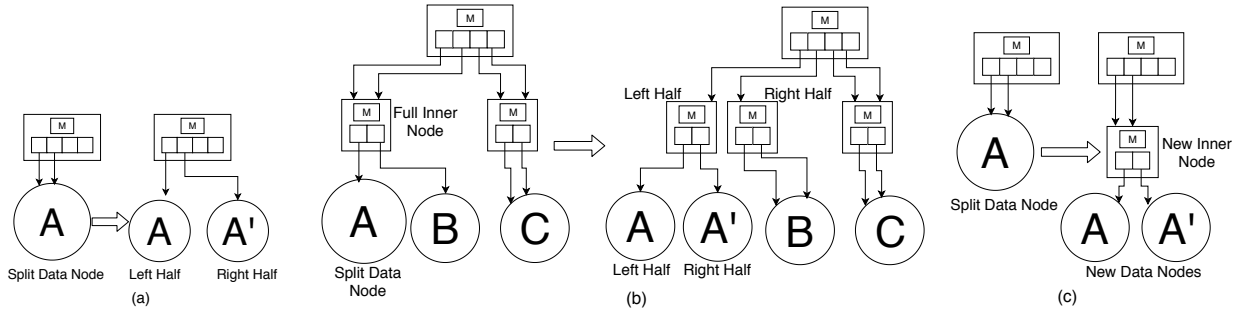 M
M
A
A
A'
Split Data Node
Left Half
Right Half
(a)
M
M
Full Inner
Node
M
A
B
C
Split Data
Node
M
Left Half
Right Half
M
M
M
A
A'
B
C
Left Half
Right Half
(b)
M
M
A
Split Data Node
M
New Inner
Node
A
A'
New Data Nodes
(c)